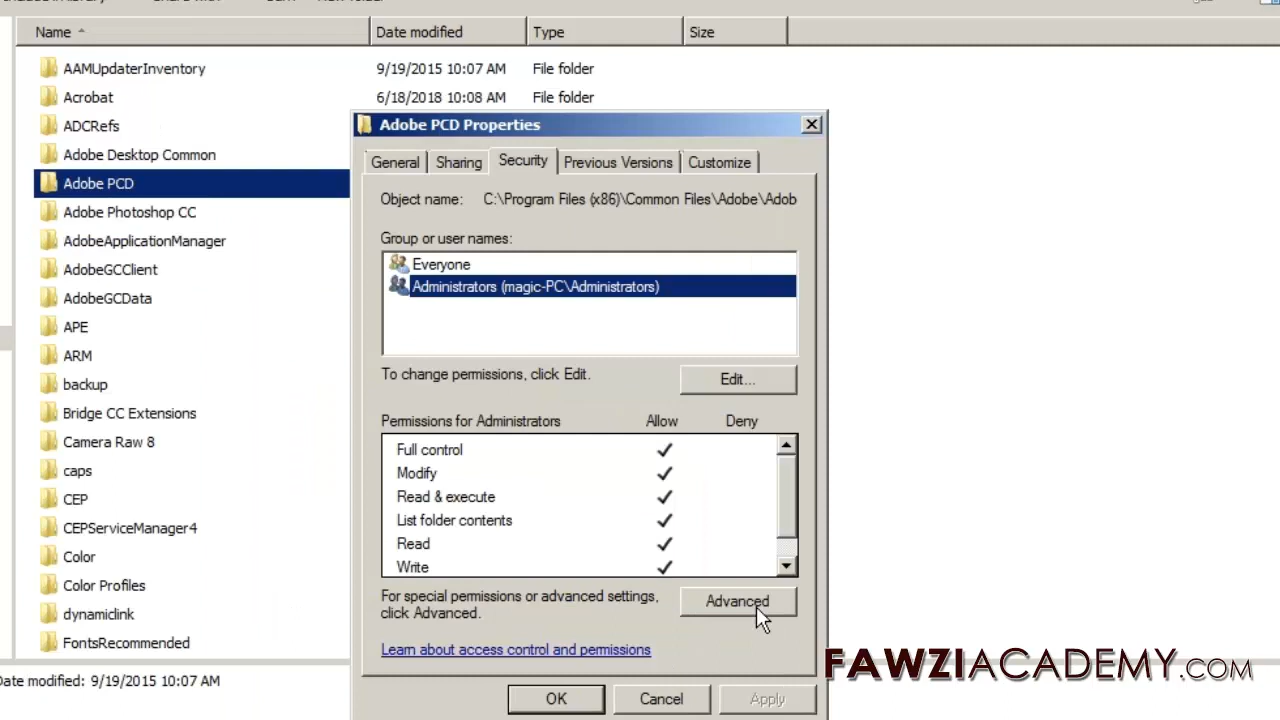 Name Date modified Type Size
AAMUpdaterInventory 9/19/2015 10:07 AM File folder
Acrobat 6/18/2018 10:08 AM File folder
ADCRefs
Adobe Desktop Common
Adobe PCD
Adobe Photoshop CC
AdobeApplicationManager
AdobeGCClient
AdobeGCData
APE
ARM
backup
Bridge CC Extensions
Camera Raw 8
caps
CEP
CEPServiceManager4
Color
Color Profiles
dynamiclink
FontsRecommended
Date modified: 9/19/2015 10:07 AM
Adobe PCD Properties
General Sharing Security Previous Versions Customize
Object name: C:\Program Files (x86)\Common Files\Adobe\Adob
Group or user names:
Everyone
Administrators (magic-PC\Administrators)
To change permissions, click Edit.
Edit...
Permissions for Administrators Allow Deny
Full control
Modify
Read & execute
List folder contents
Read
Write
For special permissions or advanced settings,
click Advanced.
Advanced
Learn about access control and permissions
OK Cancel Apply
FAWZIACADEMY.COM